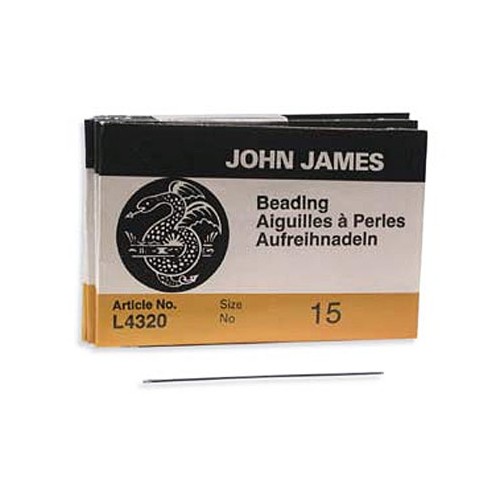 JOHN JAMES
Beading
Aiguilles à Perles
Aufreihnadeln
Article No. Size
L4320 No 15